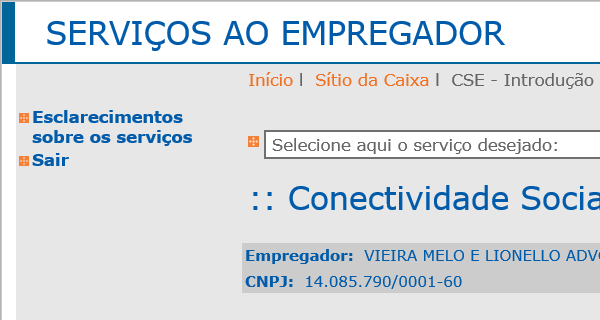 SERVIÇOS AO EMPREGADOR
Início | Sítio da Caixa | CSE - Introdução
Esclarecimentos
sobre os serviços
Sair
Selecione aqui o serviço desejado:
:: Conectividade Socia
Empregador: VIEIRA MELO E LIONELLO ADV
CNPJ: 14.085.790/0001-60